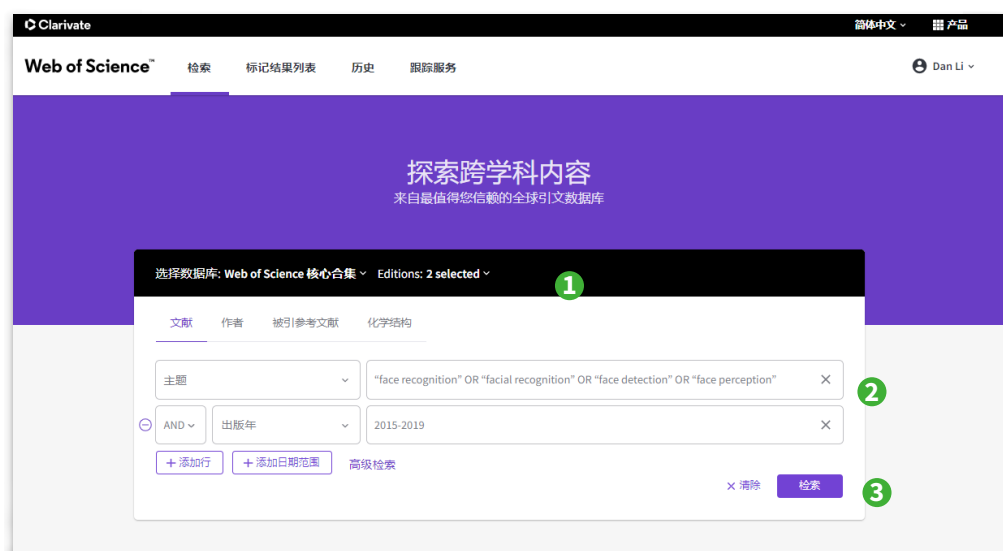 Clarivate
简体中文 产品
Web of Science™ 检索 标记结果列表 历史 跟踪服务 Dan Li
探索跨学科内容
来自最值得您信赖的全球引文数据库
选择数据库: Web of Science 核心合集 Editions: 2 selected
1
文献 作者 被引参考文献 化学结构
主题 “face recognition” OR “facial recognition” OR “face detection” OR “face perception”
2
AND 出版年 2015-2019
+ 添加行 + 添加日期范围 高级检索
× 清除 检索
3